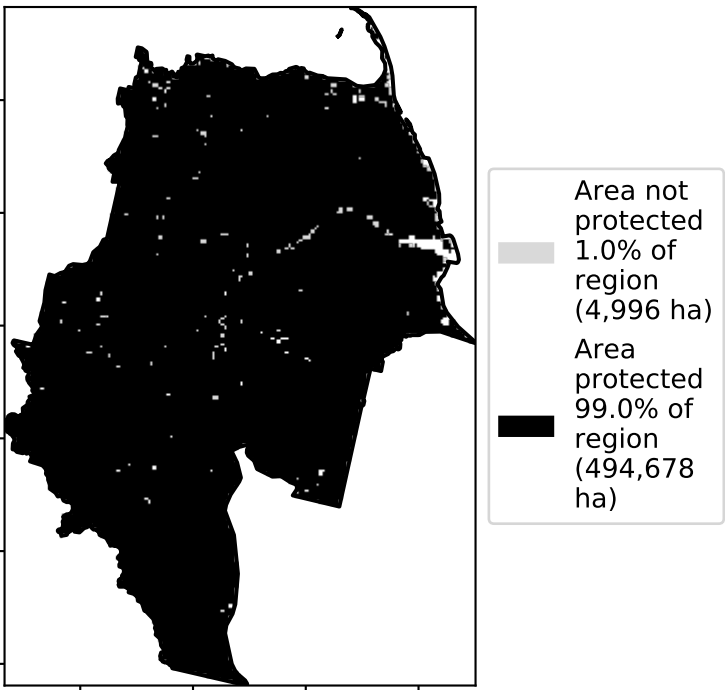 Area not
protected
1.0% of
region
(4,996 ha)
Area
protected
99.0% of
region
(494,678
ha)